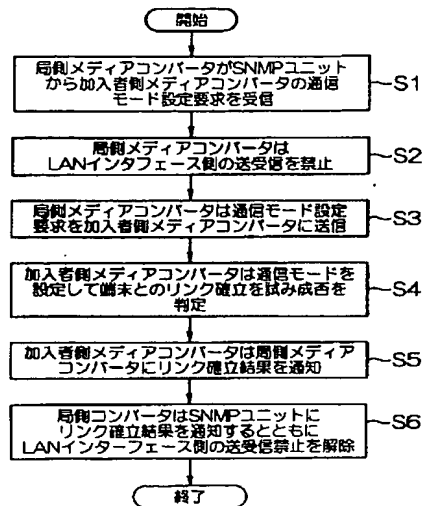 開始
局側メディアコンバータがSNMPユニット
から加入者側メディアコンバータの通信
モード設定要求を受信
S1
局側メディアコンバータは
LANインタフェース側の送受信を禁止
S2
局側メディアコンバータは通信モード設定
要求を加入者側メディアコンバータに送信
S3
加入者側メディアコンバータは通信モードを
設定して端末とのリンク確立を試み成否を
判定
S4
加入者側メディアコンバータは局側メディア
コンバータにリンク確立結果を通知
S5
局側コンバータはSNMPユニットに
リンク確立結果を通知するとともに
LANインターフェース側の送受信禁止を解除
S6
終了